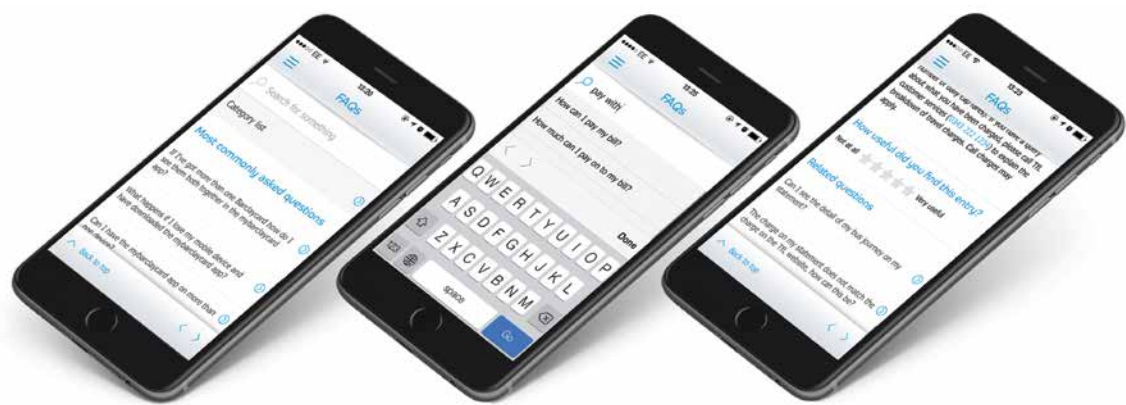 EE
13:20
FAQs
Search for something
Category list
Most commonly asked questions
If I've got more than one Barclaycard how do I
see them both together in the mybarclaycard
app?
What happens if I lose my mobile device and
have downloaded the mybarclaycard app?
Can I have the mybarclaycard app on more than
Back to top
EE
13:25
FAQs
pay with
How can I pay my bill?
How much can I pay on to my bill?
Done
Q W E R T Y U I O P
A S D F G H J K L
Z X C V B N M
123
space
Go
EE
13:23
FAQs
about what you have been charged, please call TfL
customer services (0343 222 1234) to explain the
breakdown of travel charges. Call charges may
apply
How useful did you find this entry?
Not at all
Very useful
Related questions
Can I see the detail of my bus journey on my
statement?
The charge on my statement does not match the
charge on the TfL website, how can this be?
Back to top